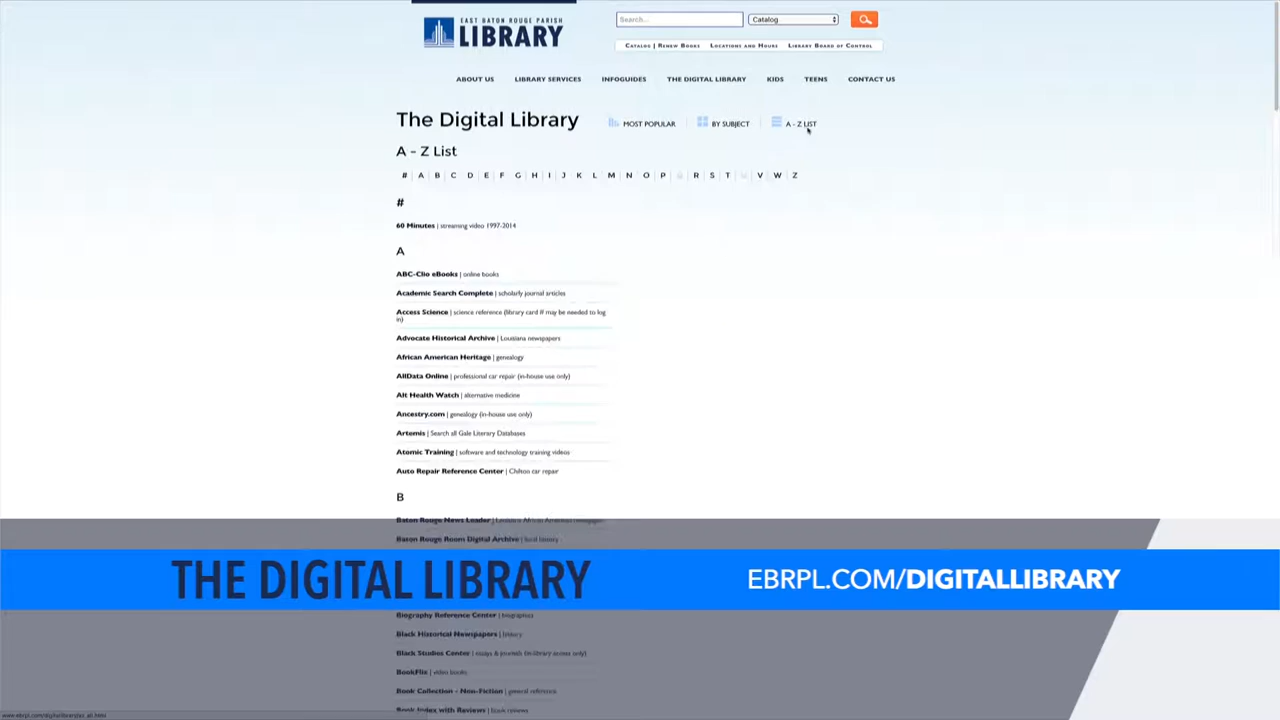 EAST BATON ROUGE PARISH
LIBRARY
Search...
Catalog
Catalog | Renew Books Locations and Hours Library Board of Control
ABOUT US LIBRARY SERVICES INFOGUIDES THE DIGITAL LIBRARY KIDS TEENS CONTACT US
The Digital Library MOST POPULAR BY SUBJECT A - Z LIST
A - Z List
# A B C D E F G H I J K L M N O P Q R S T U V W Z
#
60 Minutes | streaming video 1997-2014
A
ABC-Clio eBooks | online books
Academic Search Complete | scholarly journal articles
Access Science | science reference (library card # may be needed to log
in)
Advocate Historical Archive | Louisiana newspapers
African American Heritage | genealogy
AllData Online | professional car repair (in-house use only)
Alt Health Watch | alternative medicine
Ancestry.com | genealogy (in-house use only)
Artemis | Search all Gale Literary Databases
Atomic Training | software and technology training videos
Auto Repair Reference Center | Chilton car repair
B
Baton Rouge News Leader | Louisiana African American newspaper
Baton Rouge Room Digital Archive | local history
THE DIGITAL LIBRARY EBRPL.COM/DIGITALLIBRARY
Biography Reference Center | biographies
Black Historical Newspapers | history
Black Studies Center | essays & journals (in-library access only)
BookFlix | video books
Book Collection - Non-Fiction | general reference
Book Index with Reviews | book reviews